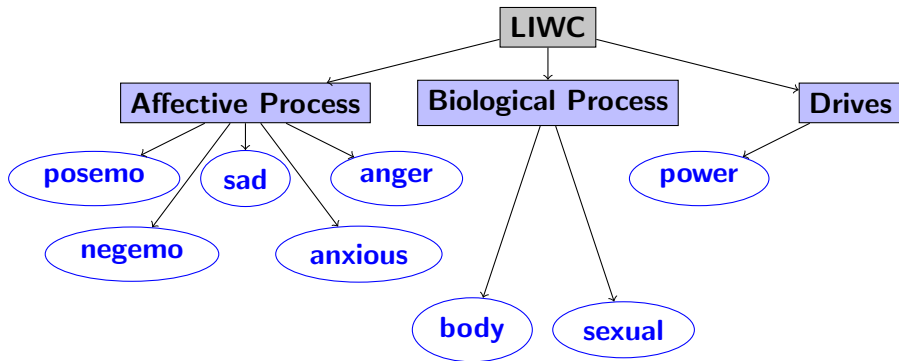 LIWC
Affective Process
Biological Process
Drives
posemo
sad
anger
power
negemo
anxious
body
sexual